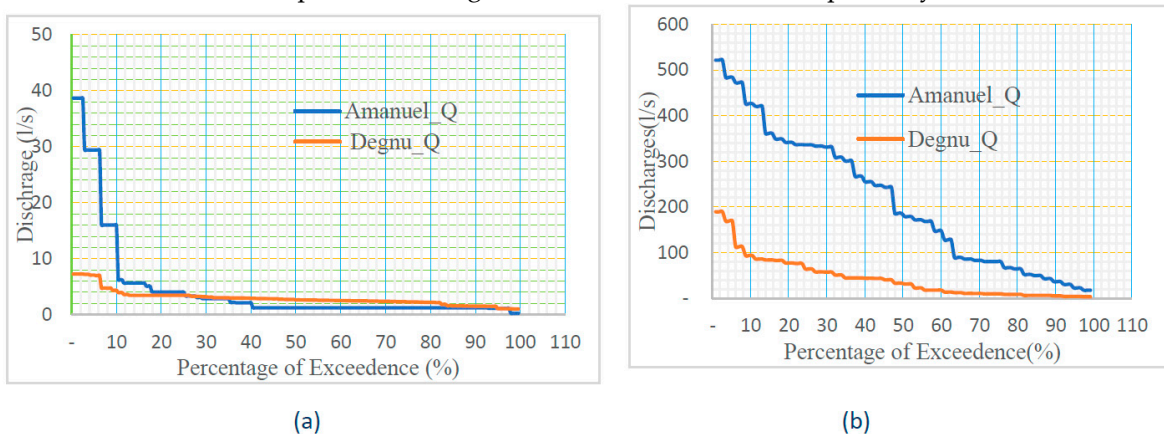 50
40
30
20
10
0
Dischrage (l/s)
Amanuel_Q
Degnu_Q
- 10 20 30 40 50 60 70 80 90 100 110
Percentage of Exceedence (%)
(a)
600
500
400
300
200
100
-
Discharges(l/s)
Amanuel_Q
Degnu_Q
- 10 20 30 40 50 60 70 80 90 100 110
Percentage of Exceedence(%)
(b)